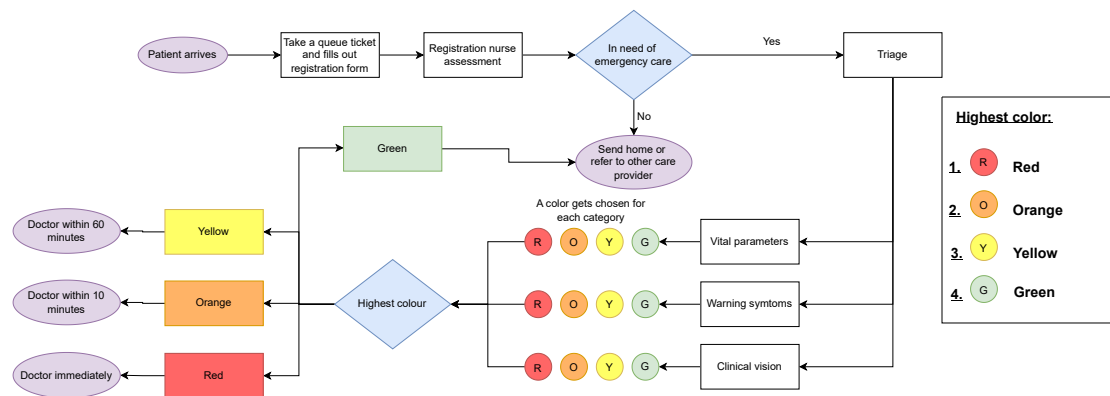 Patient arrives
Take a queue ticket
and fills out
registration form
Registration nurse
assessment
In need of
emergency care
Yes
Triage
No
Green
Send home or
refer to other care
provider
Highest color:
1. R Red
2. O Orange
3. Y Yellow
4. G Green
A color gets chosen for
each category
Doctor within 60
minutes
Yellow
R O Y G
Vital parameters
Doctor within 10
minutes
Orange
Highest colour
R O Y G
Warning symtoms
Doctor immediately
Red
R O Y G
Clinical vision